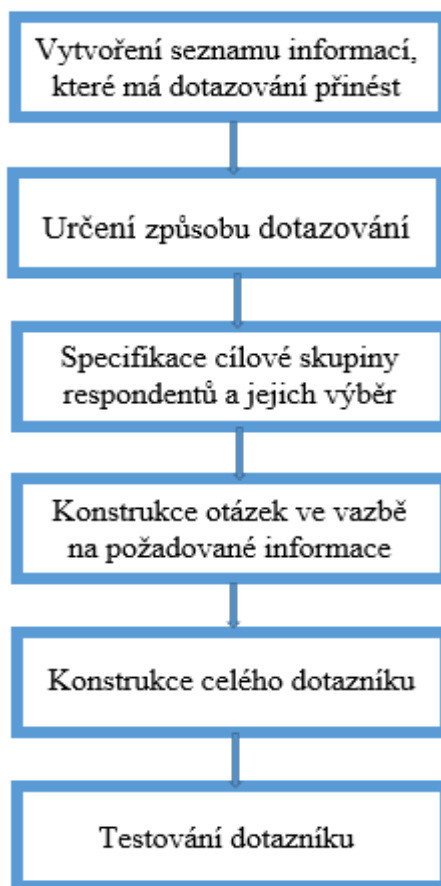 Vytvoření seznamu informací,
které má dotazování přinést
Určení způsobu dotazování
Specifikace cílové skupiny
respondentů a jejich výběr
Konstrukce otázek ve vazbě
na požadované informace
Konstrukce celého dotazníku
Testování dotazníku